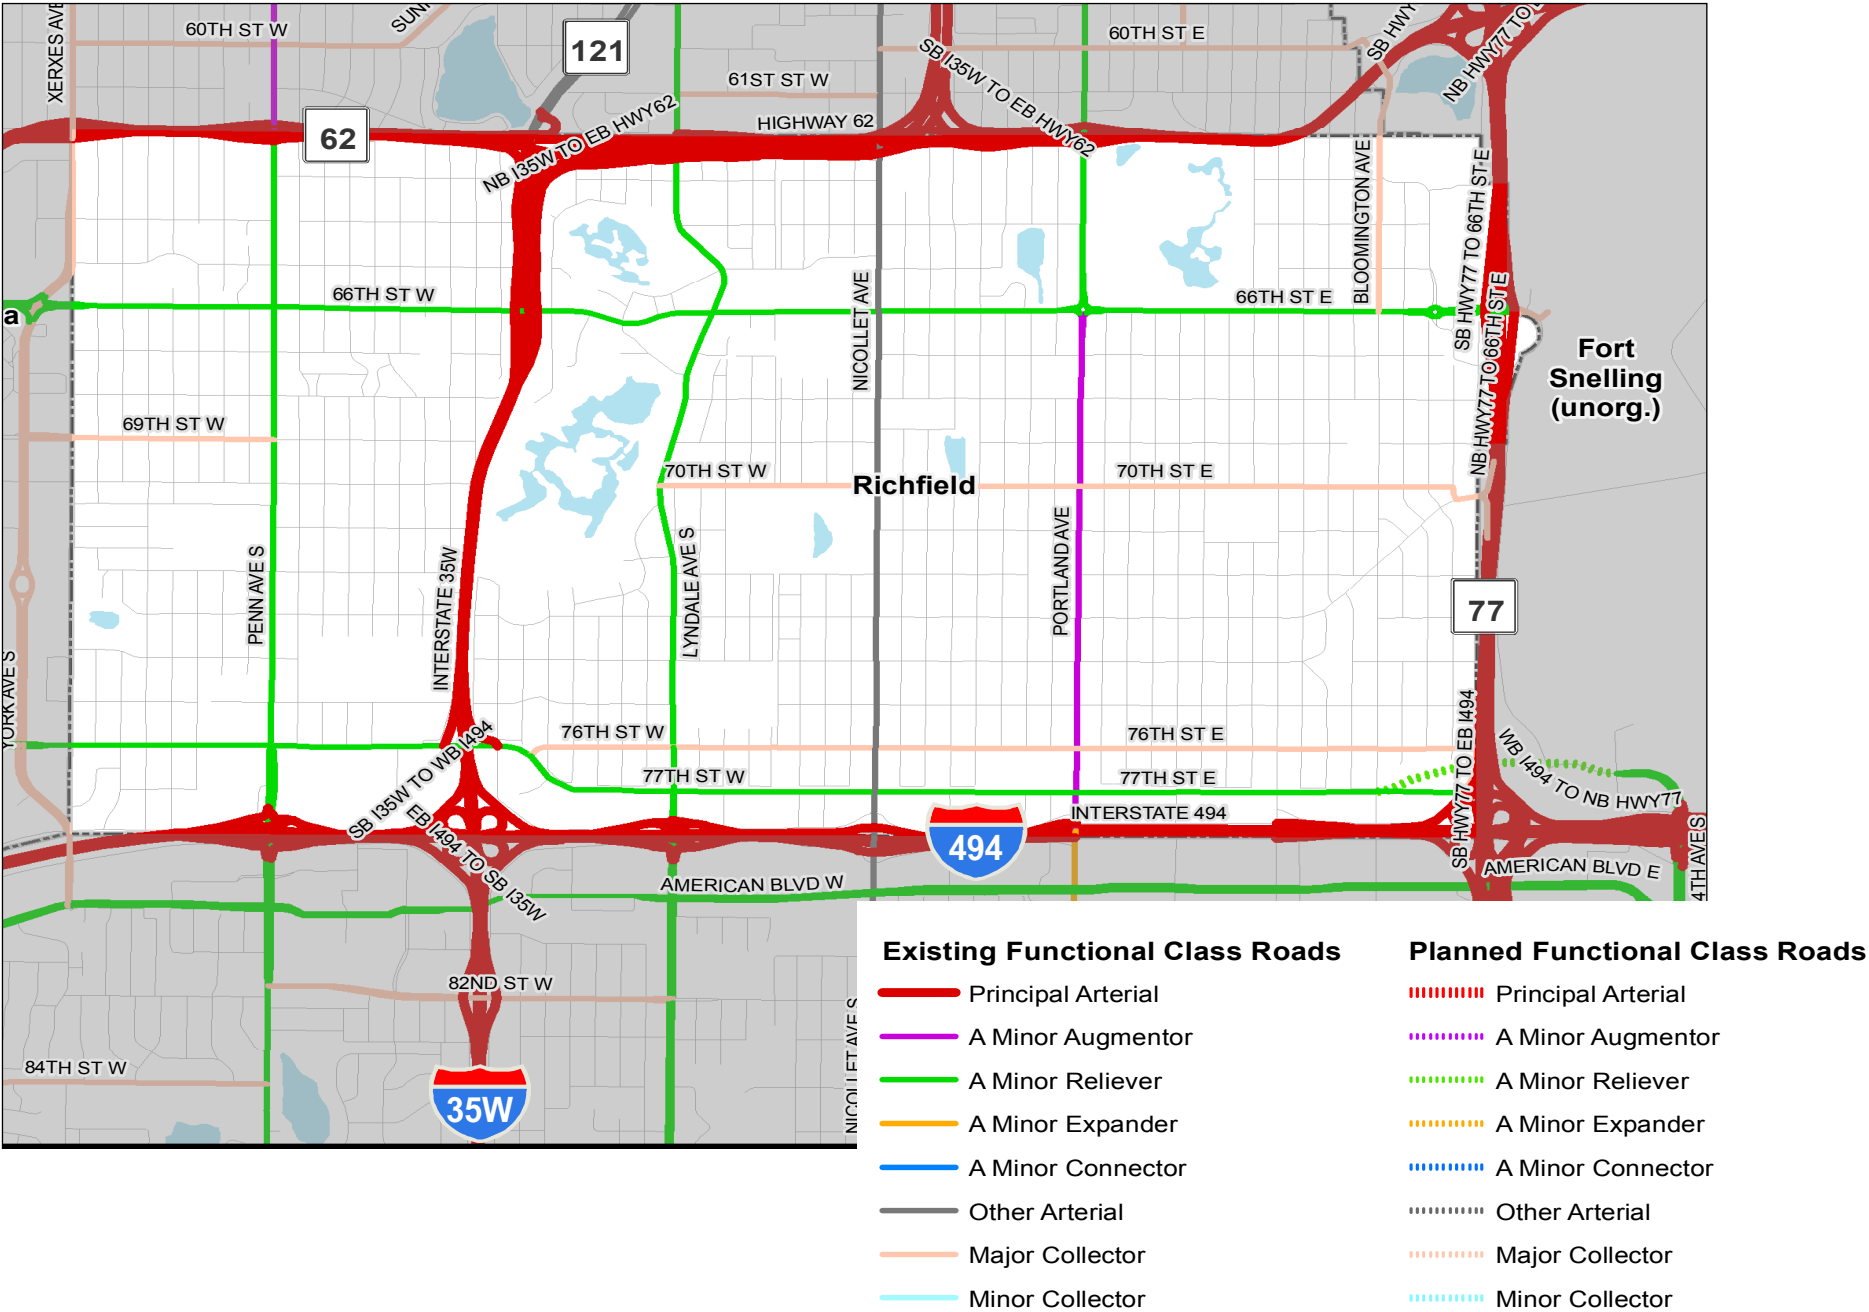 XERXES AVE
60TH ST W
SUN
121
61ST ST W
SB I35W TO EB HWY62
60TH ST E
SB HWY
NB HWY77 TO
62
NB I35W TO EB HWY62
HIGHWAY 62
BLOOMINGTON AVE
SB HWY77 TO 66TH ST E
a
66TH ST W
NICOLLET AVE
66TH ST E
NB HWY77 TO 66TH ST E
Fort
Snelling
(unorg.)
69TH ST W
70TH ST W
Richfield
70TH ST E
PENN AVE S
INTERSTATE 35W
LYNDALE AVE S
PORTLAND AVE
77
YORK AVE S
76TH ST W
76TH ST E
SB HWY77 TO EB I494
WB I494 TO NB HWY77
SB I35W TO WB I494
77TH ST W
77TH ST E
EB I494 TO SB I35W
INTERSTATE 494
494
AMERICAN BLVD W
AMERICAN BLVD E
4TH AVE S
82ND ST W
NICOLLET AVE S
84TH ST W
35W
Existing Functional Class Roads
Principal Arterial
A Minor Augmentor
A Minor Reliever
A Minor Expander
A Minor Connector
Other Arterial
Major Collector
Minor Collector
Planned Functional Class Roads
Principal Arterial
A Minor Augmentor
A Minor Reliever
A Minor Expander
A Minor Connector
Other Arterial
Major Collector
Minor Collector